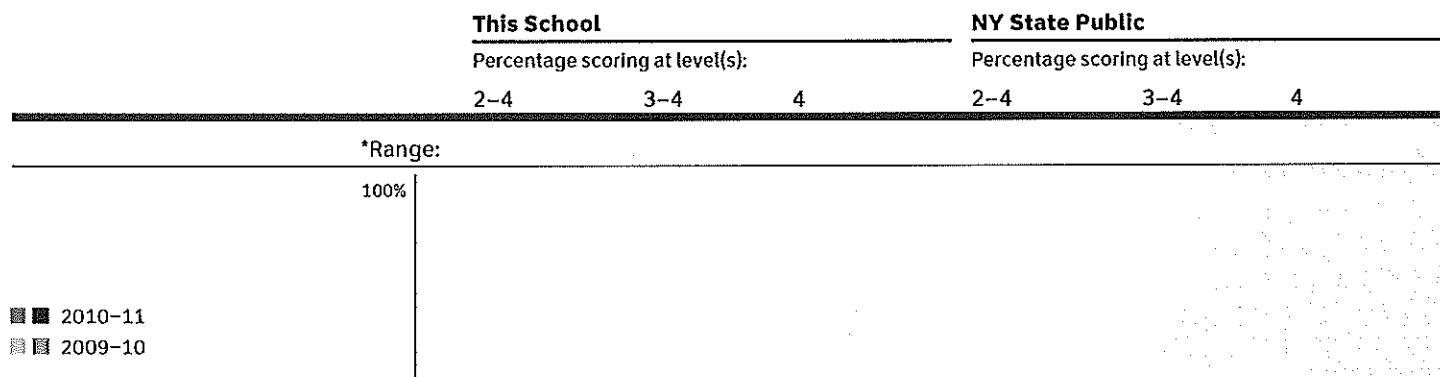 This School NY State Public
Percentage scoring at level(s): Percentage scoring at level(s):
2–4 3–4 4 2–4 3–4 4
*Range:
100%
2010–11
2009–10